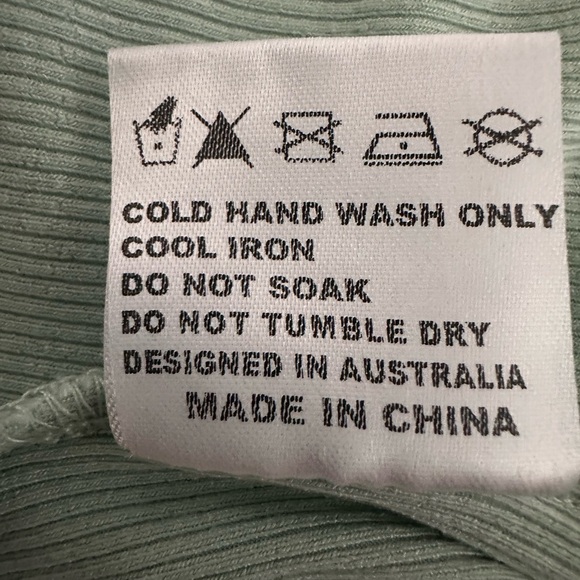 COLD HAND WASH ONLY
COOL IRON
DO NOT SOAK
DO NOT TUMBLE DRY
DESIGNED IN AUSTRALIA
MADE IN CHINA